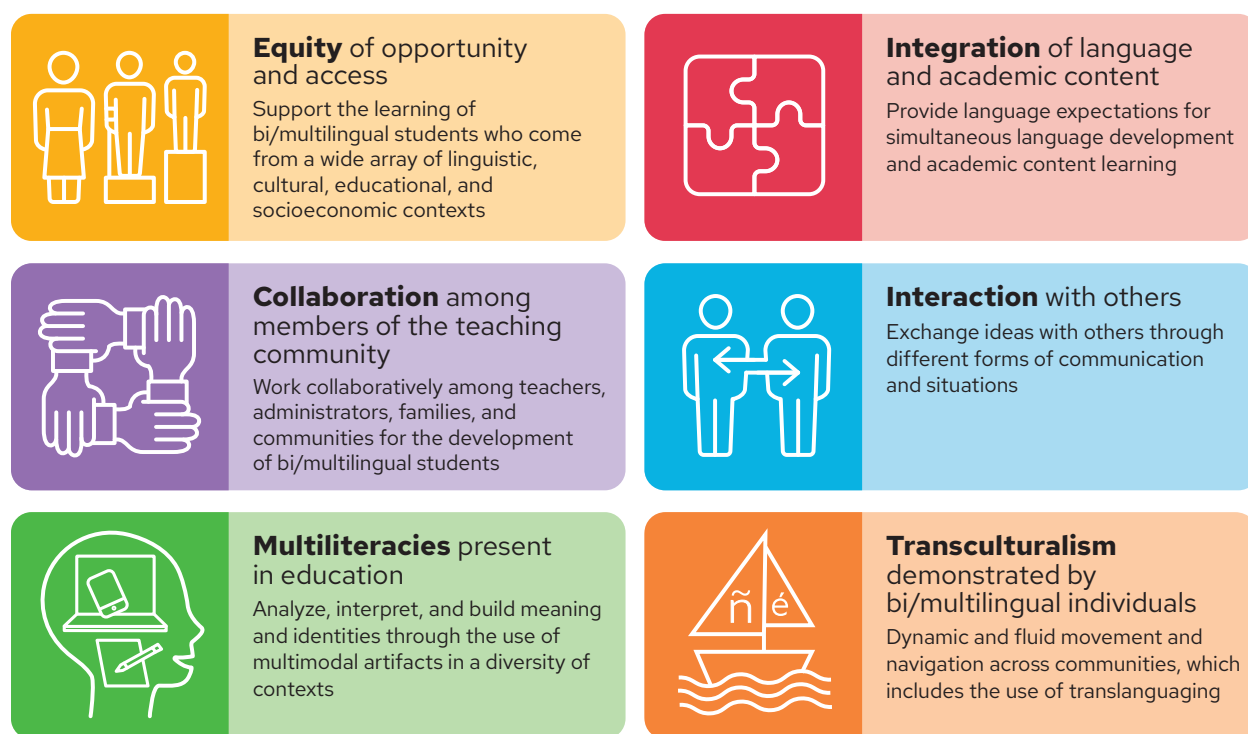 Equity of opportunity
and access
Support the learning of
bi/multilingual students who come
from a wide array of linguistic,
cultural, educational, and
socioeconomic contexts
Integration of language
and academic content
Provide language expectations for
simultaneous language development
and academic content learning
Collaboration among
members of the teaching
community
Work collaboratively among teachers,
administrators, families, and
communities for the development
of bi/multilingual students
Interaction with others
Exchange ideas with others through
different forms of communication
and situations
Multiliteracies present
in education
Analyze, interpret, and build meaning
and identities through the use of
multimodal artifacts in a diversity of
contexts
ñ é
Transculturalism
demonstrated by
bi/multilingual individuals
Dynamic and fluid movement and
navigation across communities, which
includes the use of translanguaging